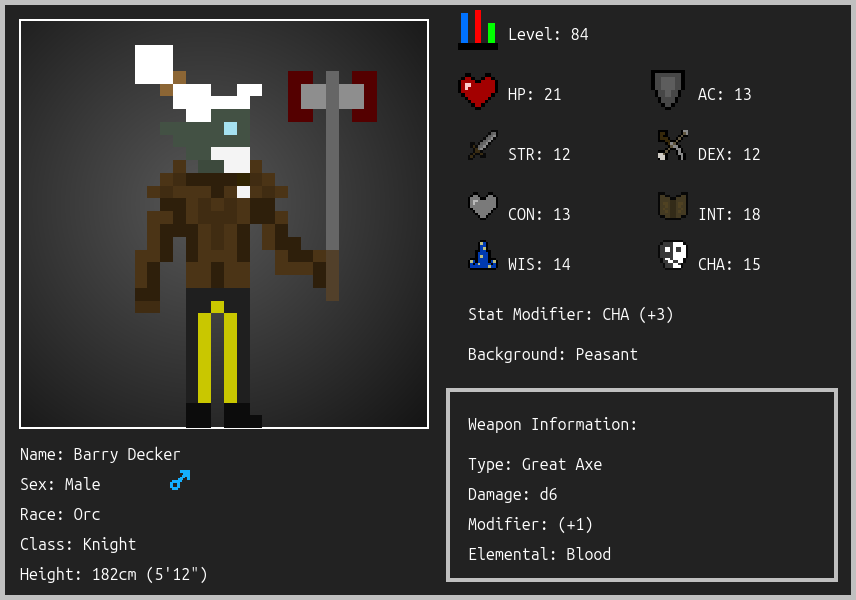 Level: 84
HP: 21
AC: 13
STR: 12
DEX: 12
CON: 13
INT: 18
WIS: 14
CHA: 15
Stat Modifier: CHA (+3)
Background: Peasant
Weapon Information:
Type: Great Axe
Damage: d6
Modifier: (+1)
Elemental: Blood
Name: Barry Decker
Sex: Male
Race: Orc
Class: Knight
Height: 182cm (5'12")